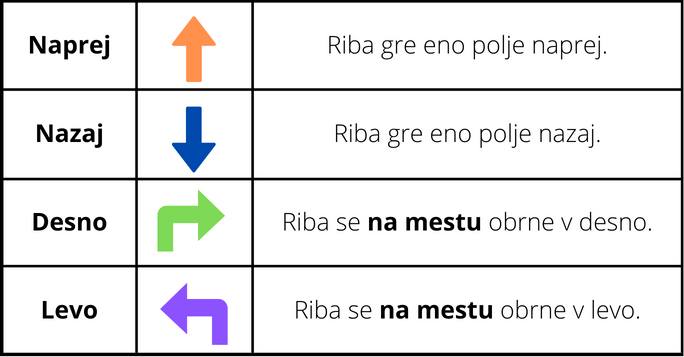 Naprej Riba gre eno polje naprej.
Nazaj Riba gre eno polje nazaj.
Desno Riba se na mestu obrne v desno.
Levo Riba se na mestu obrne v levo.